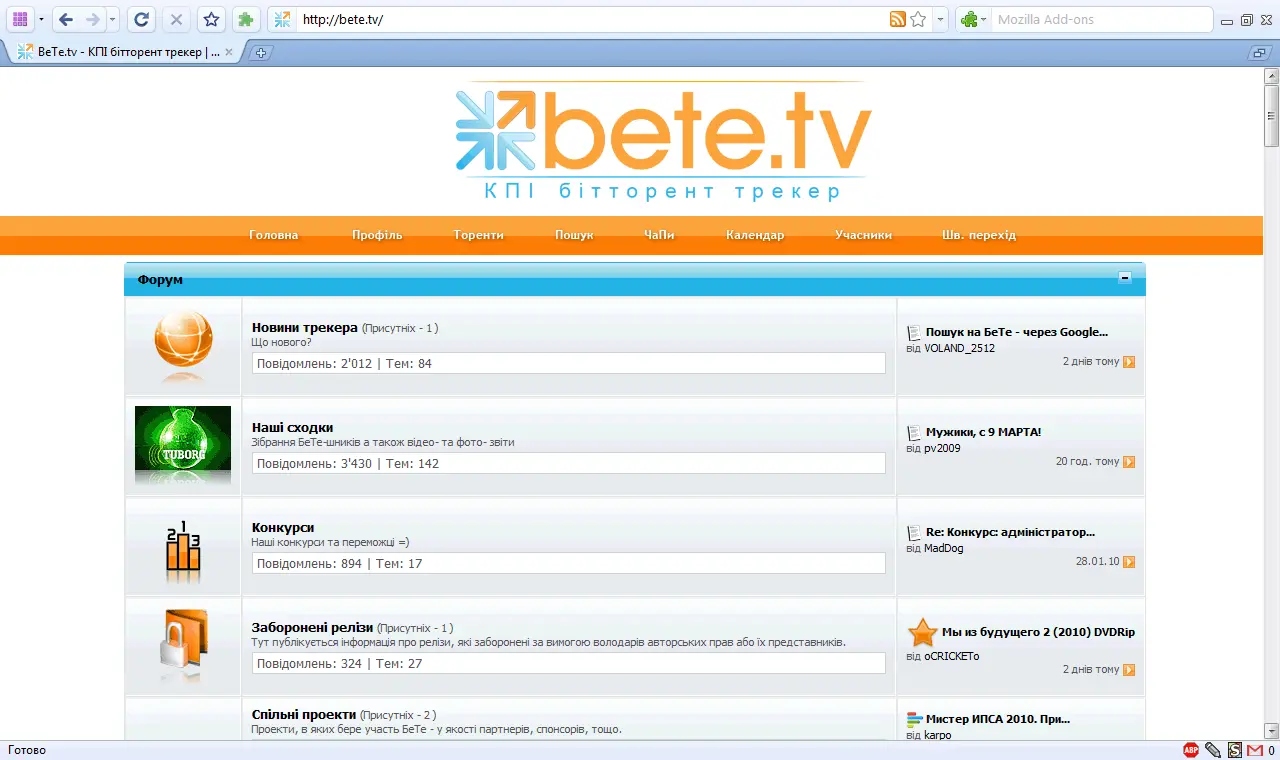 http://bete.tv/
Mozilla Add-ons
BeTe.tv - КПІ бітторент трекер | ...
bete.tv
КПІ бітторент трекер
Головна Профіль Торенти Пошук ЧаПи Календар Учасники Шв. перехід
Форум
Новини трекера (Присутніх - 1)
Що нового?
Повідомлень: 2'012 | Тем: 84
Пошук на БеТе - через Google...
від VOLAND_2512
2 днів тому
TUBORG
Наші сходки
Зібрання БеТе-шників а також відео- та фото- звіти
Повідомлень: 3'430 | Тем: 142
Мужики, с 9 МАРТА!
від pv2009
20 год. тому
2 1 3
Конкурси
Наші конкурси та переможці =)
Повідомлень: 894 | Тем: 17
Re: Конкурс: адміністратор...
від MadDog
28.01.10
Заборонені релізи (Присутніх - 1)
Тут публікується інформація про релізи, які заборонені за вимогою володарів авторських прав або їх представників.
Повідомлень: 324 | Тем: 27
Мы из будущего 2 (2010) DVDRip
від oCRICKETo
2 днів тому
Спільні проекти (Присутніх - 2)
Проекти, в яких бере участь БеТе - у якості партнерів, спонсорів, тощо.
Мистер ИПСА 2010. При...
від karpo
Готово
ABP S 0